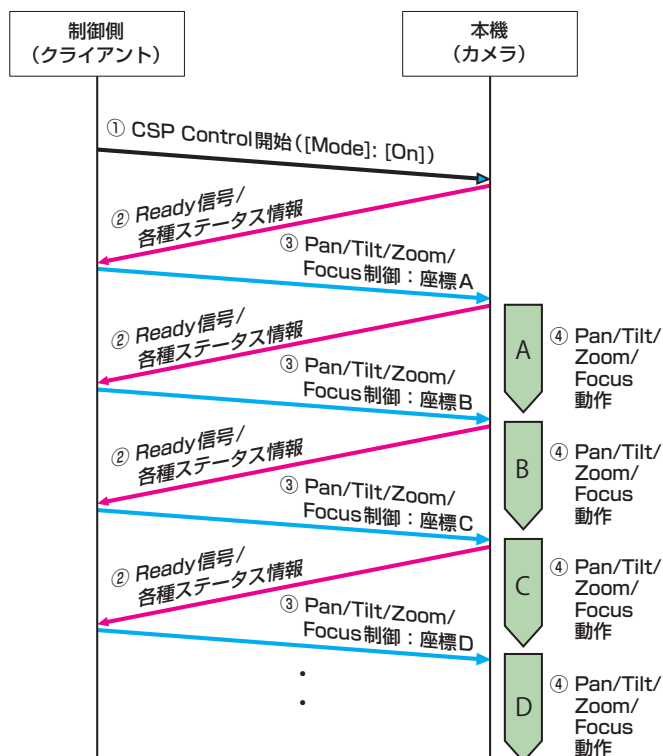 制御側
（クライアント）
本機
（カメラ）
① CSP Control開始([Mode]: [On])
② Ready信号/
各種ステータス情報
③ Pan/Tilt/Zoom/
Focus制御：座標A
② Ready信号/
各種ステータス情報
A
④ Pan/Tilt/
Zoom/
Focus
動作
③ Pan/Tilt/Zoom/
Focus制御：座標B
② Ready信号/
各種ステータス情報
B
④ Pan/Tilt/
Zoom/
Focus
動作
③ Pan/Tilt/Zoom/
Focus制御：座標C
② Ready信号/
各種ステータス情報
C
④ Pan/Tilt/
Zoom/
Focus
動作
③ Pan/Tilt/Zoom/
Focus制御：座標D
D
④ Pan/Tilt/
Zoom/
Focus
動作